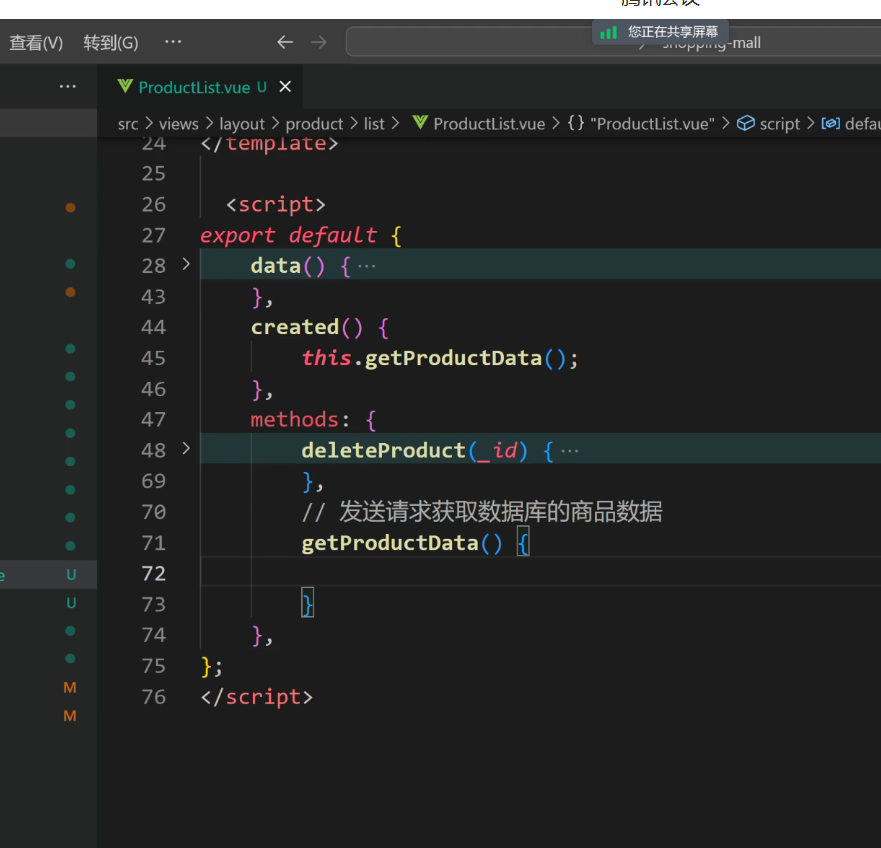 腾讯会议
查看(V) 转到(G) ··· ← →
您正在共享屏幕
shopping-mall
··· ProductList.vue U ×
src > views > layout > product > list > ProductList.vue > {} "ProductList.vue" > script > defau
24 </template>
25
26 <script>
27 export default {
28 > data() { ···
43 },
44 created() {
45 this.getProductData();
46 },
47 methods: {
48 > deleteProduct(_id) { ···
69 },
70 // 发送请求获取数据库的商品数据
71 getProductData() {
e U 72
U 73 }
74 },
75 };
M 76 </script>
M